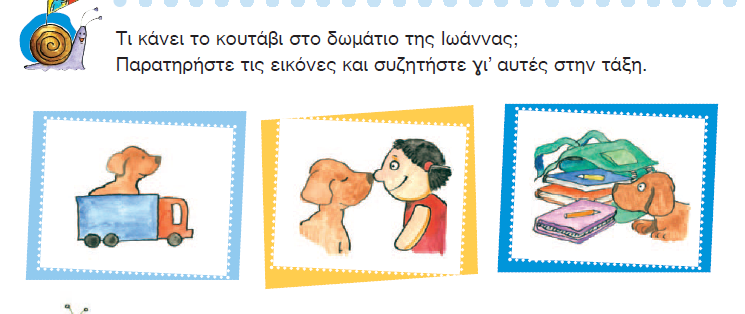 Τι κάνει το κουτάβι στο δωμάτιο της Ιωάννας;
Παρατηρήστε τις εικόνες και συζητήστε γι’ αυτές στην τάξη.